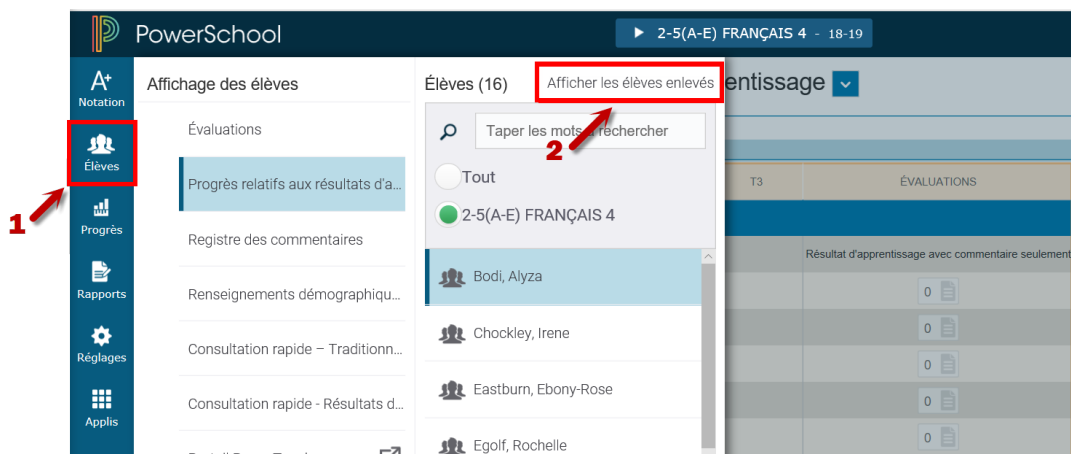 PowerSchool
2-5(A-E) FRANÇAIS 4 - 18-19
A+
Notation
Élèves
Progrès
Rapports
Réglages
Applis
1
Affichage des élèves
Évaluations
Progrès relatifs aux résultats d'a...
Registre des commentaires
Renseignements démographiqu...
Consultation rapide – Traditionn...
Consultation rapide - Résultats d...
Élèves (16)
Afficher les élèves enlevés
2
Taper les mots à rechercher
Tout
2-5(A-E) FRANÇAIS 4
Bodi, Alyza
Chockley, Irene
Eastburn, Ebony-Rose
Egolf, Rochelle
entissage
T3
ÉVALUATIONS
Résultat d'apprentissage avec commentaire seulement
0
0
0
0
0